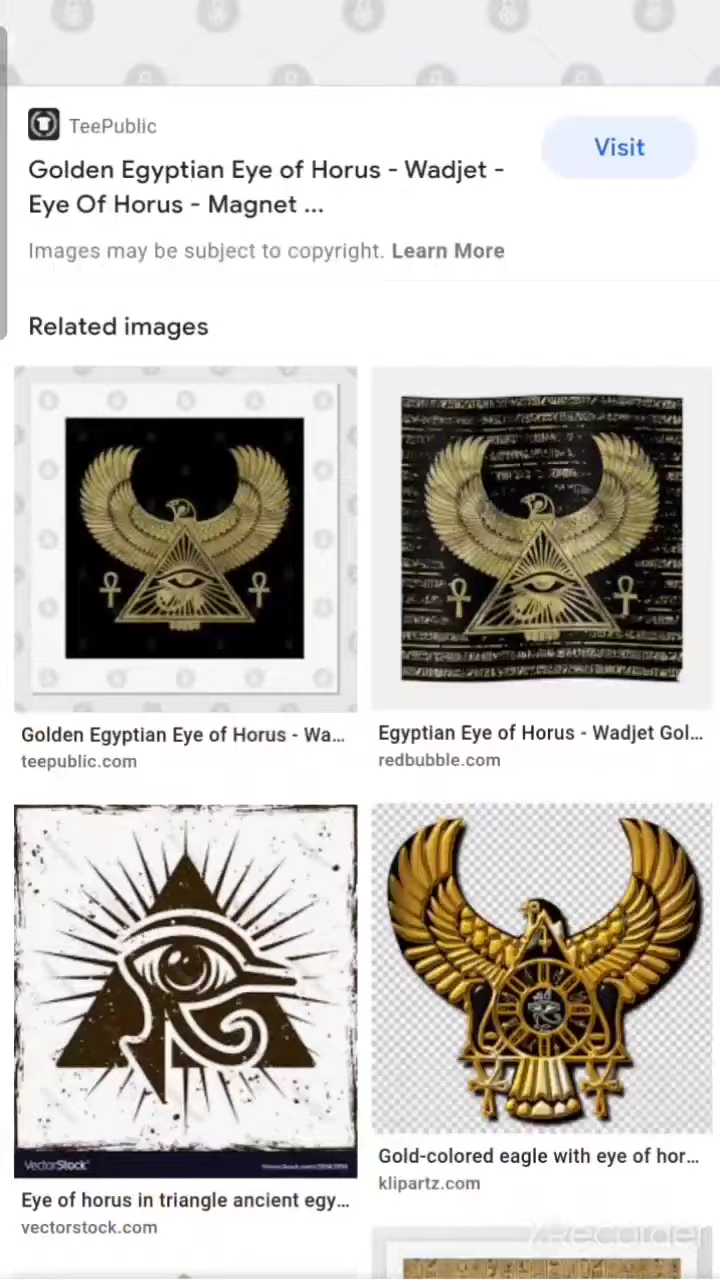 TeePublic
Visit
Golden Egyptian Eye of Horus - Wadjet -
Eye Of Horus - Magnet ...
Images may be subject to copyright. Learn More
Related images
Golden Egyptian Eye of Horus - Wa...
teepublic.com
Egyptian Eye of Horus - Wadjet Gol...
redbubble.com
VectorStock
Eye of horus in triangle ancient egy...
vectorstock.com
Gold-colored eagle with eye of hor...
klipartz.com
XRecorder